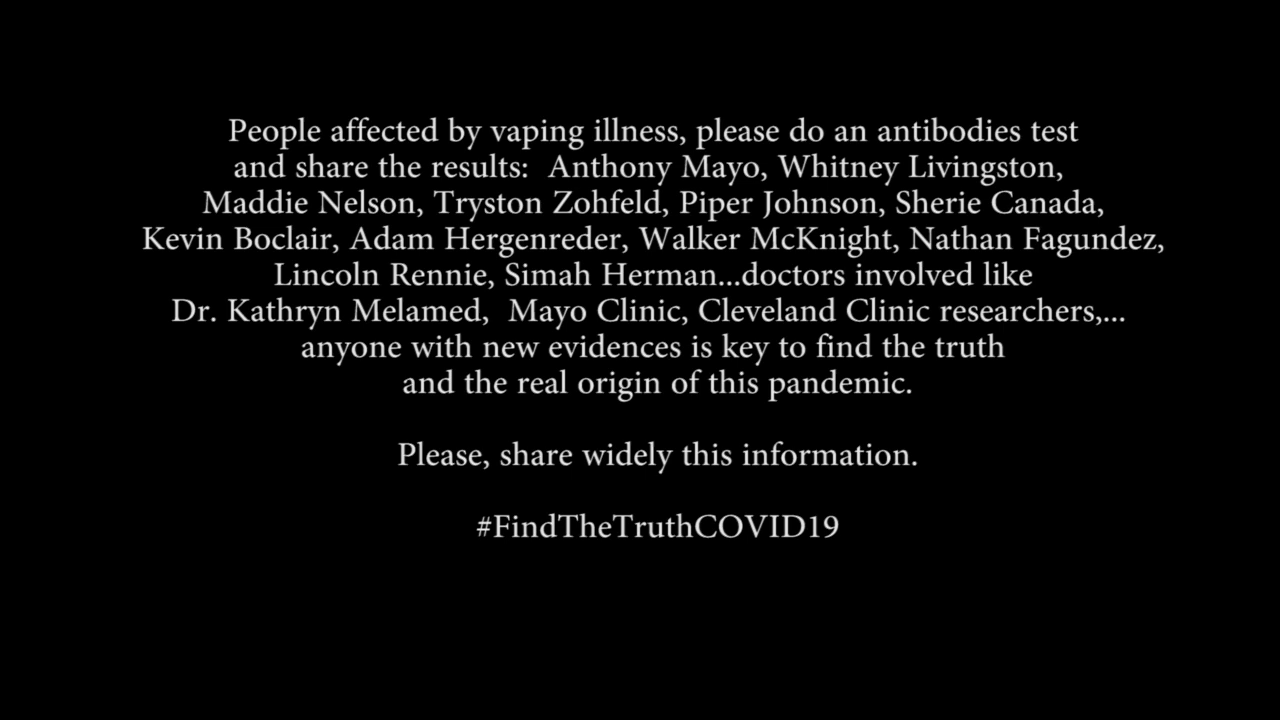 People affected by vaping illness, please do an antibodies test
and share the results:  Anthony Mayo, Whitney Livingston,
Maddie Nelson, Tryston Zohfeld, Piper Johnson, Sherie Canada,
Kevin Boclair, Adam Hergenreder, Walker McKnight, Nathan Fagundez,
Lincoln Rennie, Simah Herman...doctors involved like
Dr. Kathryn Melamed,  Mayo Clinic, Cleveland Clinic researchers,...
anyone with new evidences is key to find the truth
and the real origin of this pandemic.
Please, share widely this information.
#FindTheTruthCOVID19